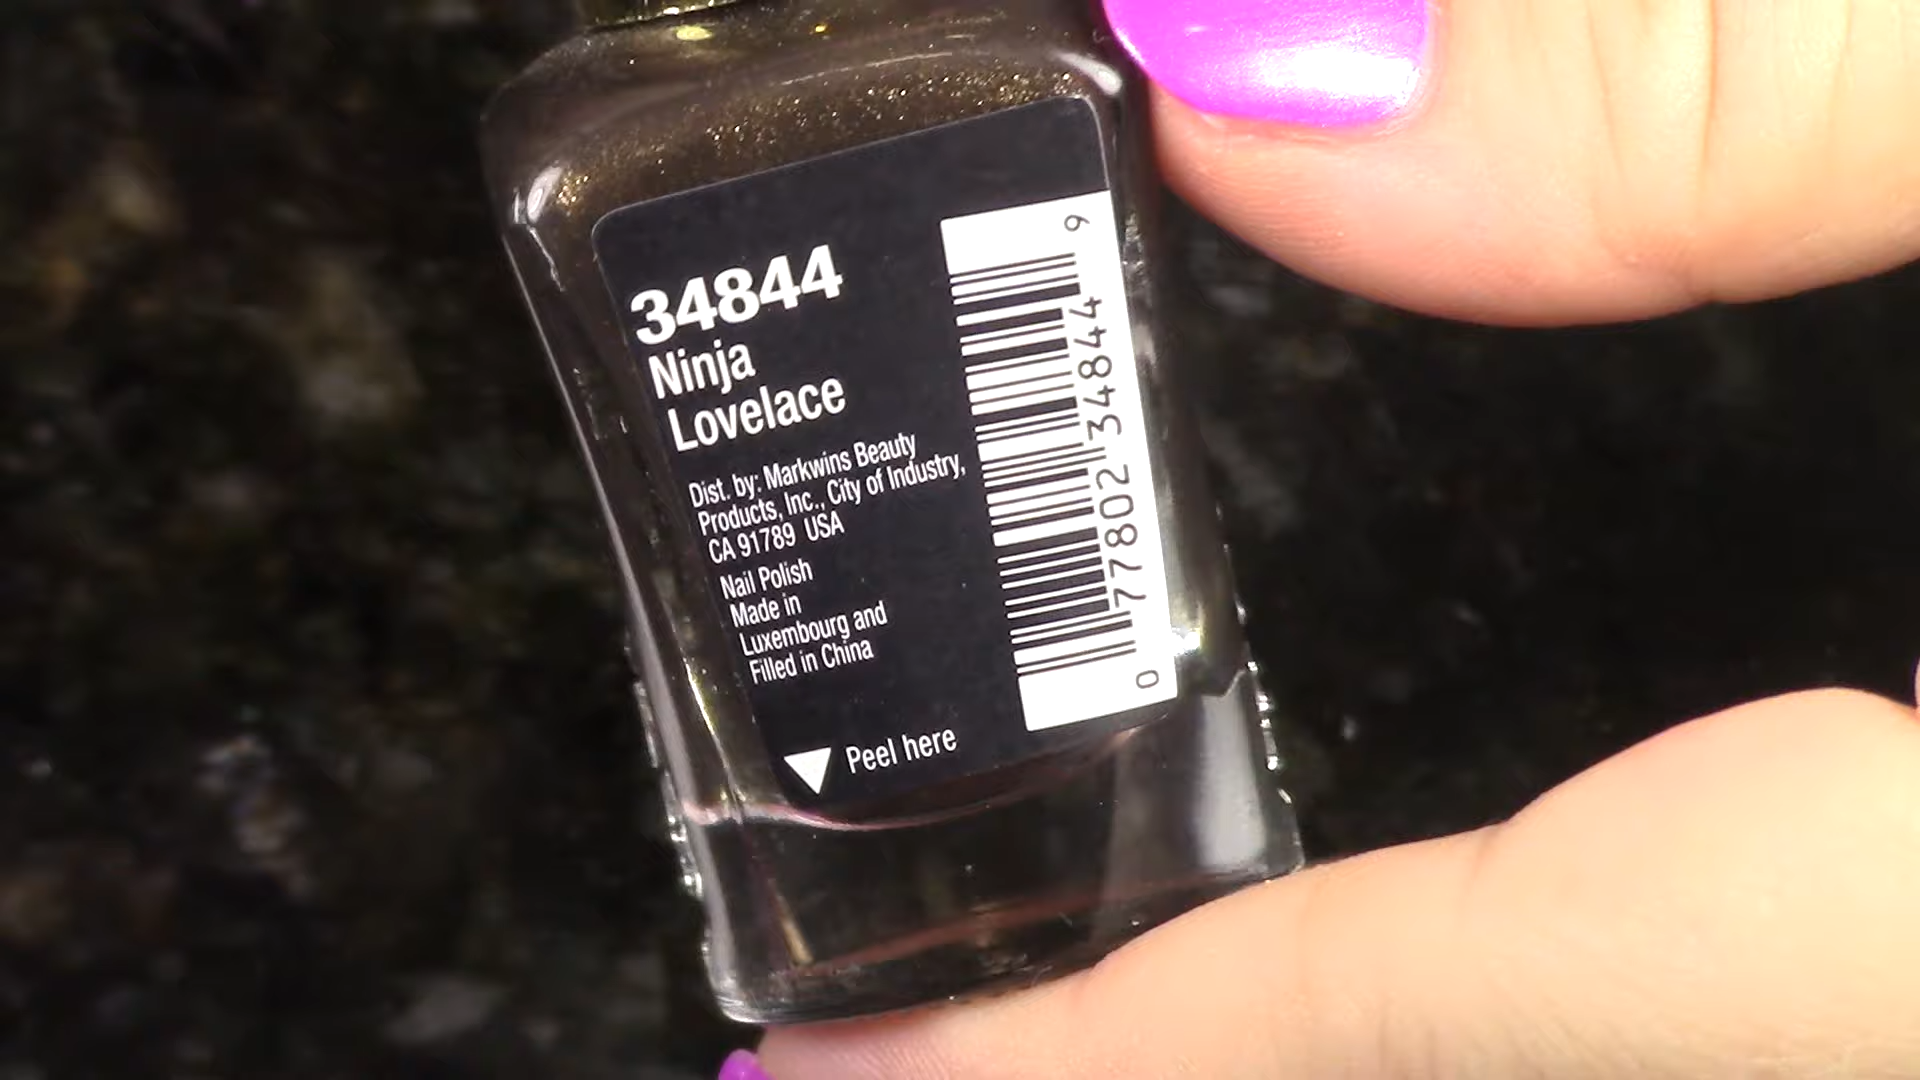 34844
Ninja
Lovelace
Dist. by: Markwins Beauty
Products, Inc., City of Industry,
CA 91789 USA
Nail Polish
Made in
Luxembourg and
Filled in China
Peel here
0 77802 34844 9